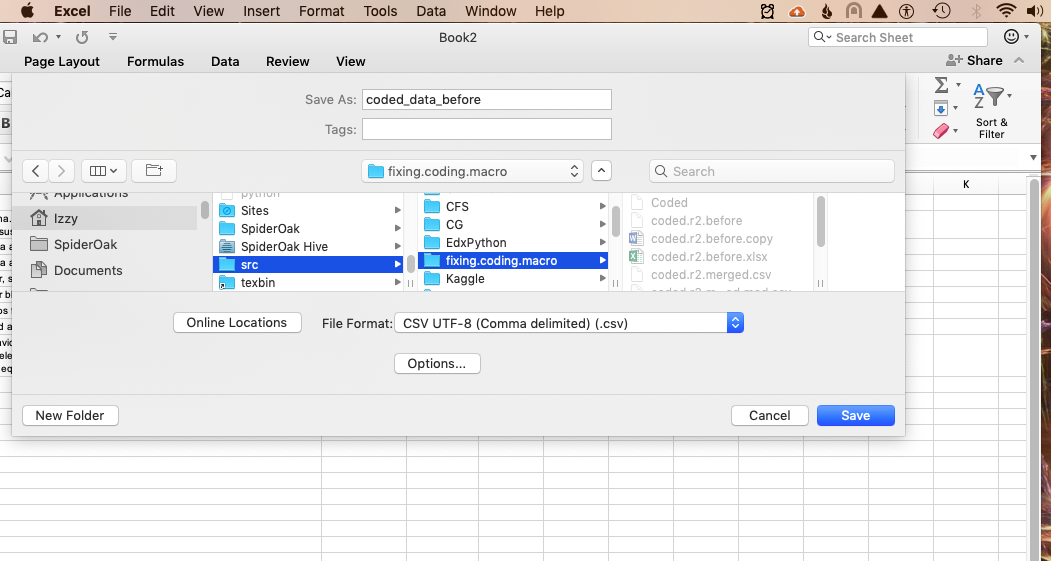 Excel File Edit View Insert Format Tools Data Window Help
Book2
Search Sheet
Page Layout Formulas Data Review View
Share
Save As: coded_data_before
Tags:
Sort &
Filter
fixing.coding.macro
Search
K
Applications
Izzy
SpiderOak
Documents
python
Sites
SpiderOak
SpiderOak Hive
src
texbin
CFS
CG
EdxPython
fixing.coding.macro
Kaggle
Coded
coded.r2.before
coded.r2.before.copy
coded.r2.before.xlsx
coded.r2.merged.csv
Online Locations
File Format: CSV UTF-8 (Comma delimited) (.csv)
Options...
New Folder
Cancel
Save